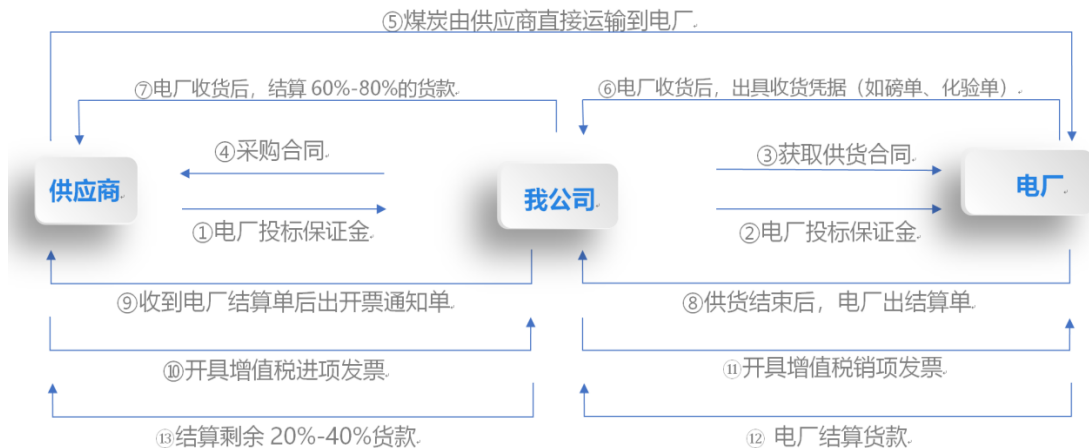 ⑤煤炭由供应商直接运输到电厂
⑦电厂收货后，结算 60%-80%的货款
⑥电厂收货后，出具收货凭据（如磅单、化验单）
④采购合同
③获取供货合同
供应商
我公司
电厂
①电厂投标保证金
②电厂投标保证金
⑨收到电厂结算单后出开票通知单
⑧供货结束后，电厂出结算单
⑩开具增值税进项发票
⑪开具增值税销项发票
⑬结算剩余 20%-40%货款
⑫ 电厂结算货款